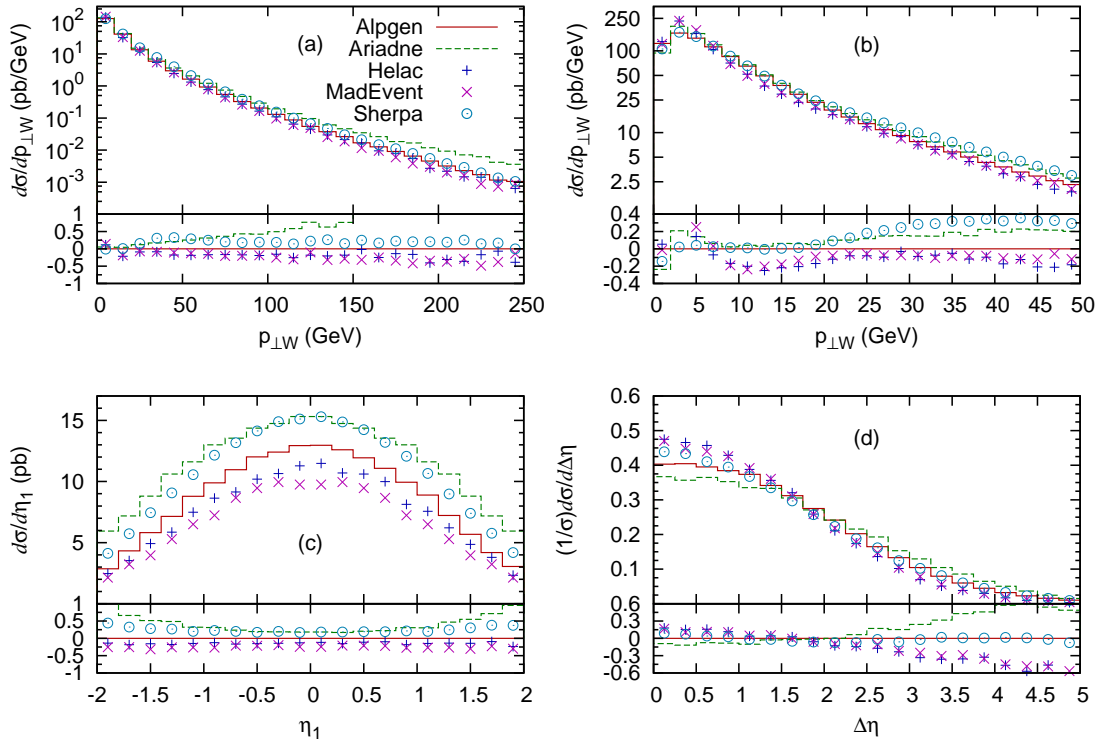 dσ/dp⊥W (pb/GeV)
10²
10¹
10⁰
10⁻¹
10⁻²
10⁻³
1
0.5
0
-0.5
-1
0 50 100 150 200 250
p⊥W (GeV)
(a)
Alpgen
Ariadne
Helac
MadEvent
Sherpa
dσ/dp⊥W (pb/GeV)
250
100
50
25
10
5
2.5
0.4
0.2
0
-0.2
-0.4
0 5 10 15 20 25 30 35 40 45 50
p⊥W (GeV)
(b)
dσ/dη₁ (pb)
15
10
5
1
0.5
0
-0.5
-1
-2 -1.5 -1 -0.5 0 0.5 1 1.5 2
η₁
(c)
(1/σ)dσ/dΔη
0.6
0.5
0.4
0.3
0.2
0.1
0.6
0.3
0
-0.3
-0.6
0 0.5 1 1.5 2 2.5 3 3.5 4 4.5 5
Δη
(d)